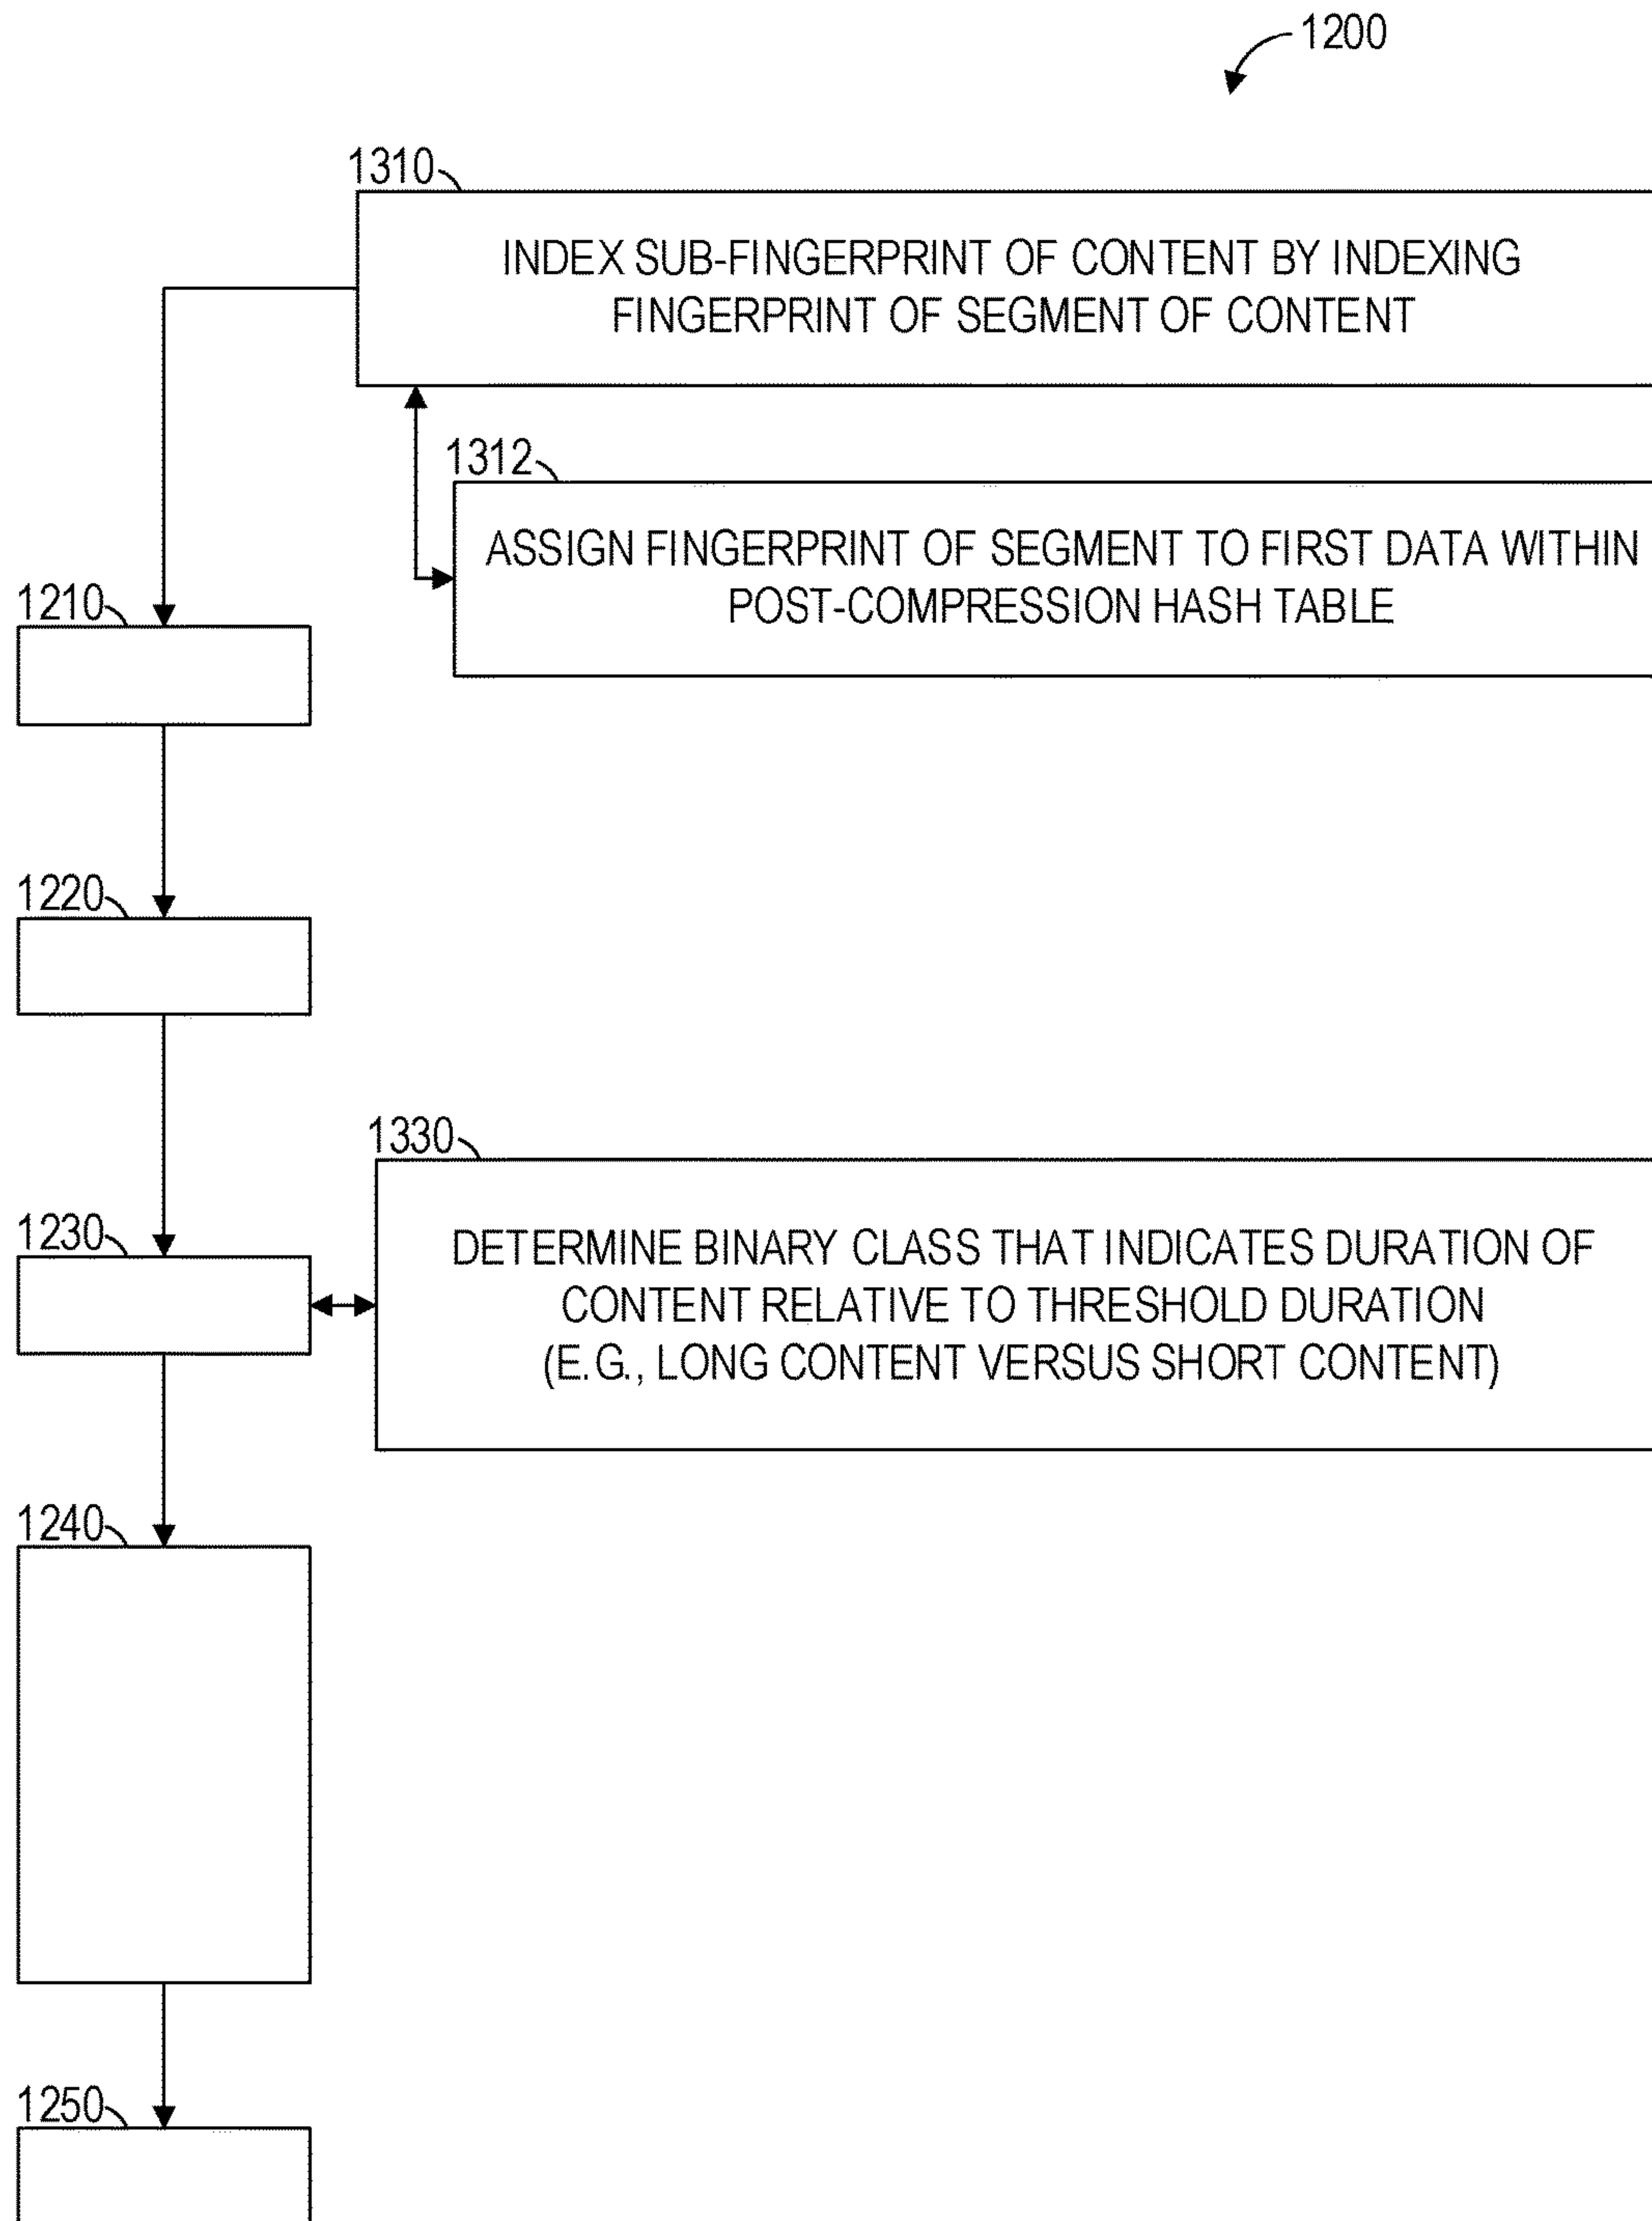 1200
1310
INDEX SUB-FINGERPRINT OF CONTENT BY INDEXING
FINGERPRINT OF SEGMENT OF CONTENT
1312
ASSIGN FINGERPRINT OF SEGMENT TO FIRST DATA WITHIN
POST-COMPRESSION HASH TABLE
1210
1220
1330
DETERMINE BINARY CLASS THAT INDICATES DURATION OF
CONTENT RELATIVE TO THRESHOLD DURATION
(E.G., LONG CONTENT VERSUS SHORT CONTENT)
1230
1240
1250